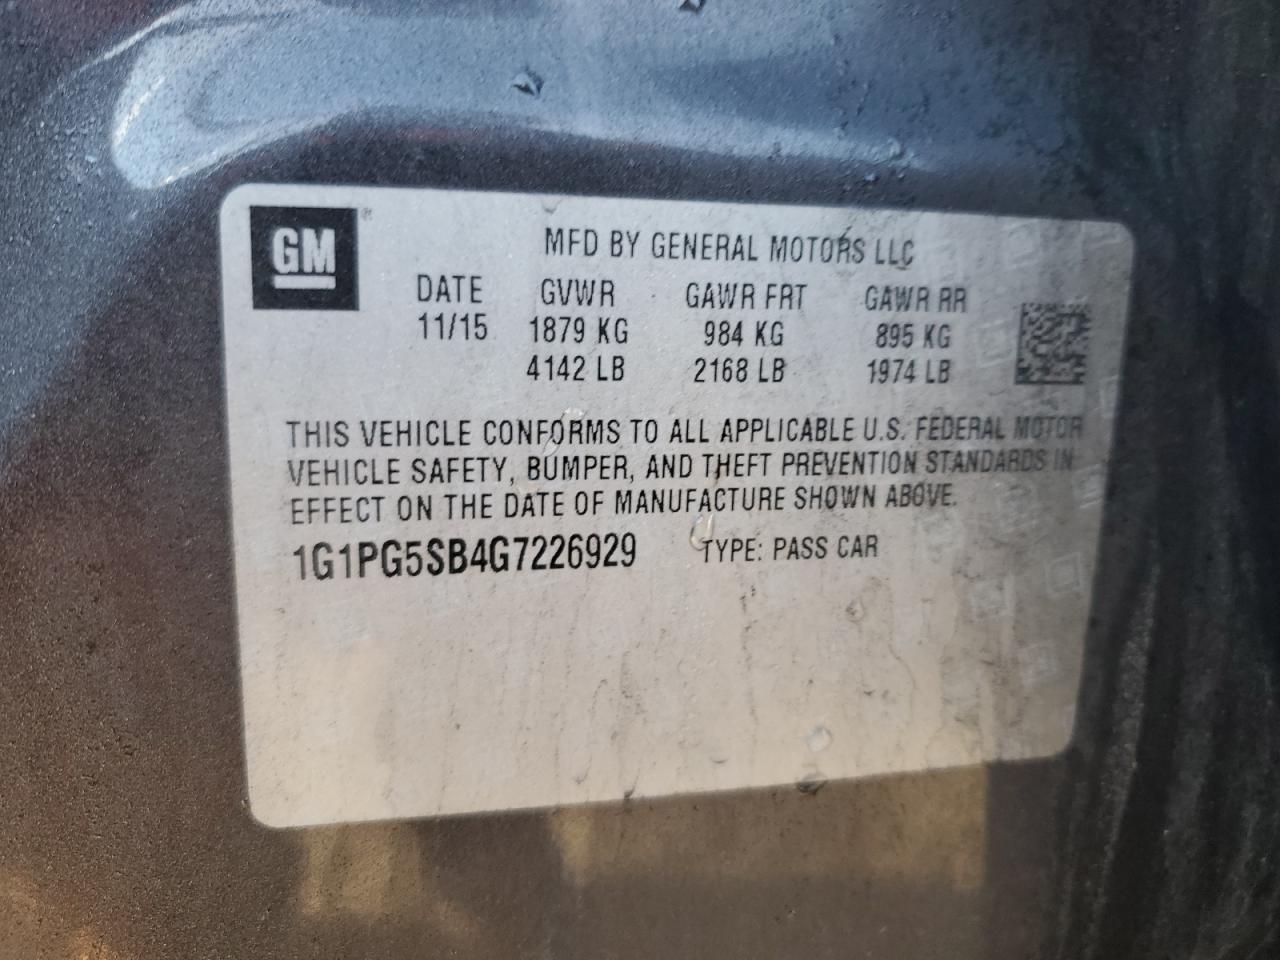 GM ®
MFD BY GENERAL MOTORS LLC
DATE GVWR GAWR FRT GAWR RR
11/15 1879 KG 984 KG 895 KG
4142 LB 2168 LB 1974 LB
THIS VEHICLE CONFORMS TO ALL APPLICABLE U.S. FEDERAL MOTOR
VEHICLE SAFETY, BUMPER, AND THEFT PREVENTION STANDARDS IN
EFFECT ON THE DATE OF MANUFACTURE SHOWN ABOVE.
1G1PG5SB4G7226929 TYPE: PASS CAR